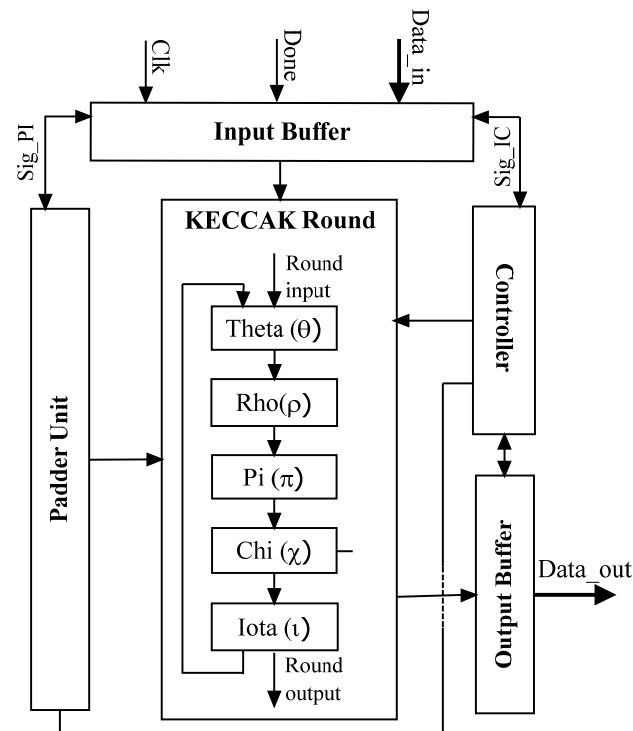 Clk
Done
Data_in
Input Buffer
Sig_PI
Sig_IC
KECCAK Round
Round
input
Theta (θ)
Rho(ρ)
Pi (π)
Chi (χ)
Iota (ι)
Round
output
Padder Unit
Controller
Output Buffer
Data_out